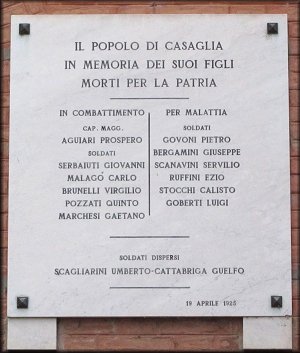 IL POPOLO DI CASAGLIA
IN MEMORIA DEI SUOI FIGLI
MORTI PER LA PATRIA
IN COMBATTIMENTO
CAP. MAGG.
AGUIARI PROSPERO
SOLDATI
SERBAIUTI GIOVANNI
MALAGÒ CARLO
BRUNELLI VIRGILIO
POZZATI QUINTO
MARCHESI GAETANO
PER MALATTIA
SOLDATI
GOVONI PIETRO
BERGAMINI GIUSEPPE
SCANAVINI SERVILIO
RUFFINI EZIO
STOCCHI CALISTO
GOBERTI LUIGI
SOLDATI DISPERSI
SCAGLIARINI UMBERTO-CATTABRIGA GUELFO
19 APRILE 1925